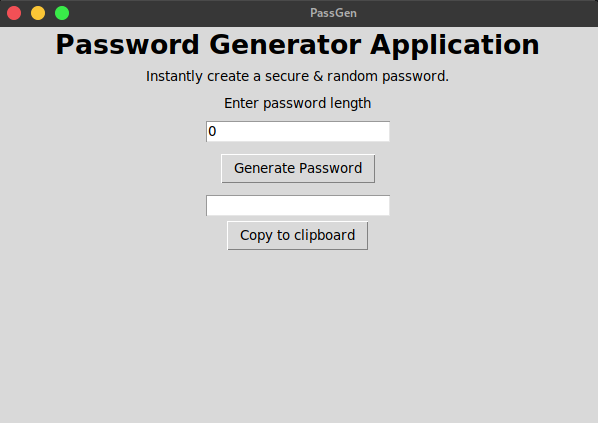 PassGen
Password Generator Application
Instantly create a secure & random password.
Enter password length
0
Generate Password
Copy to clipboard